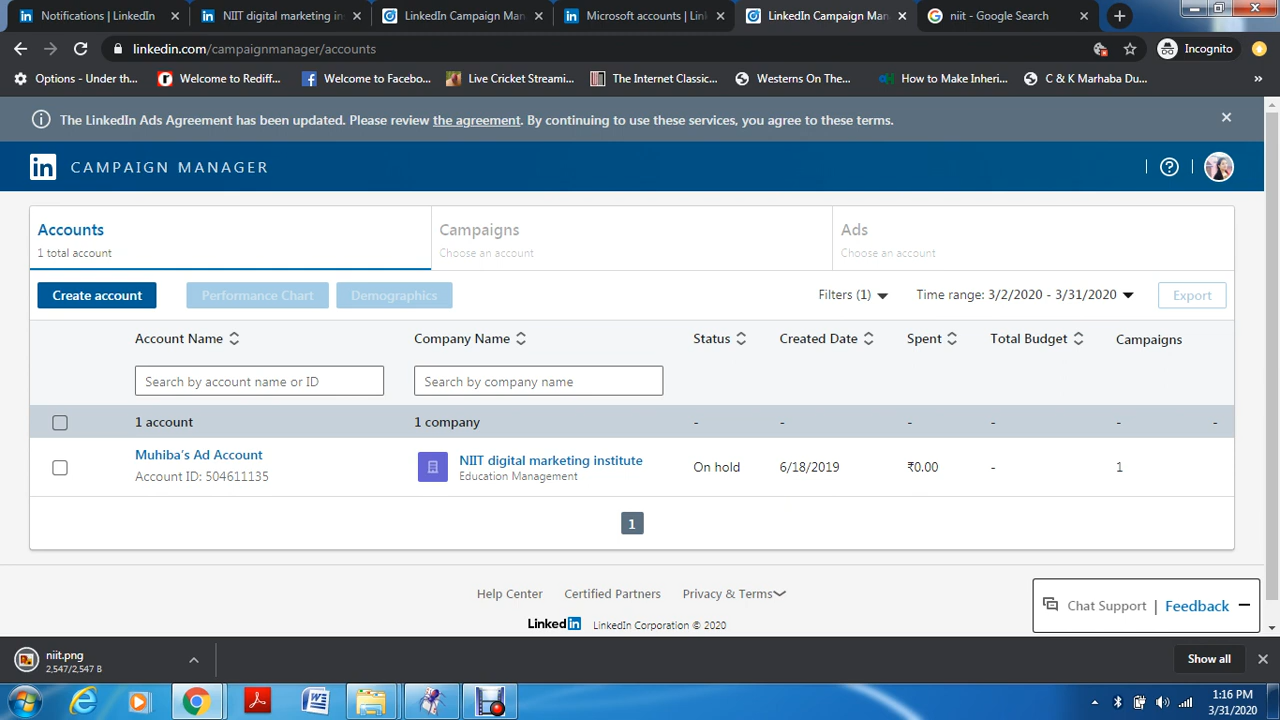 Notifications | LinkedIn
NIIT digital marketing ins
LinkedIn Campaign Man
Microsoft accounts | Link
LinkedIn Campaign Man
niit - Google Search
linkedin.com/campaignmanager/accounts
Incognito
Options - Under th...
Welcome to Rediff...
Welcome to Facebo...
Live Cricket Streami...
The Internet Classic...
Westerns On The...
How to Make Inheri...
C & K Marhaba Du...
The LinkedIn Ads Agreement has been updated. Please review the agreement. By continuing to use these services, you agree to these terms.
in CAMPAIGN MANAGER
Accounts
1 total account
Campaigns
Choose an account
Ads
Choose an account
Create account
Performance Chart
Demographics
Filters (1)
Time range: 3/2/2020 - 3/31/2020
Export
Account Name
Company Name
Status
Created Date
Spent
Total Budget
Campaigns
Search by account name or ID
Search by company name
1 account
1 company
- - - - - -
Muhiba's Ad Account
Account ID: 504611135
NIIT digital marketing institute
Education Management
On hold
6/18/2019
₹0.00
-
1
1
Help Center
Certified Partners
Privacy & Terms
LinkedIn LinkedIn Corporation © 2020
Chat Support | Feedback
niit.png
2,547/2,547 B
Show all
1:16 PM
3/31/2020